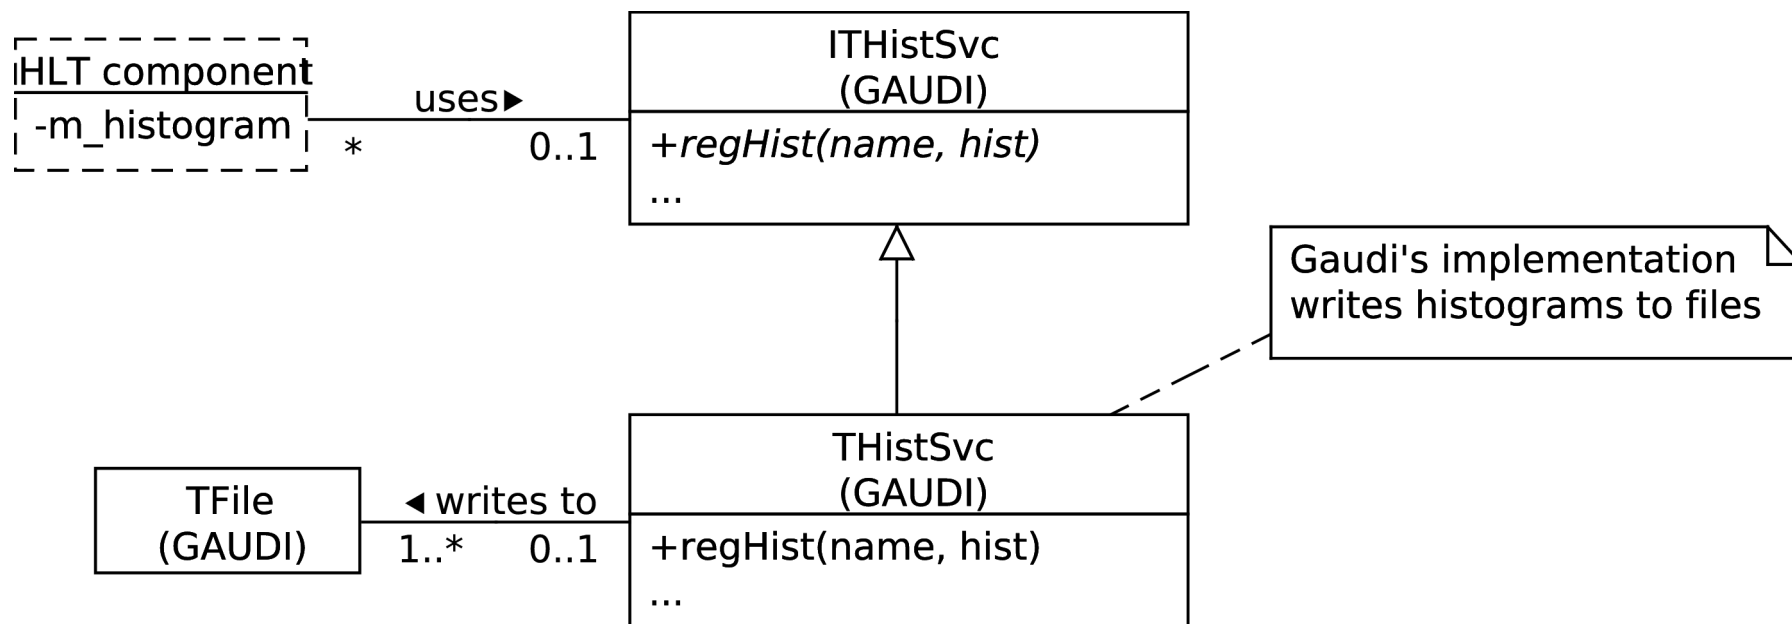 HLT component
-m_histogram
uses▶
*
0..1
ITHistSvc
(GAUDI)
+regHist(name, hist)
...
Gaudi's implementation
writes histograms to files
TFile
(GAUDI)
◀ writes to
1..*
0..1
THistSvc
(GAUDI)
+regHist(name, hist)
...